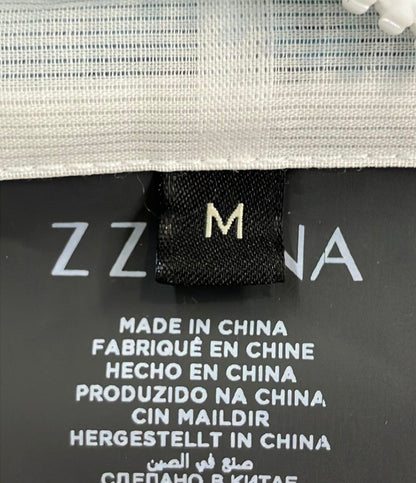 M
MADE IN CHINA
FABRIQUÉ EN CHINE
HECHO EN CHINA
PRODUZIDO NA CHINA
CIN MAILDIR
HERGESTELLT IN CHINA
صنع في الصين
СДЕЛАНО В КИТАЕ